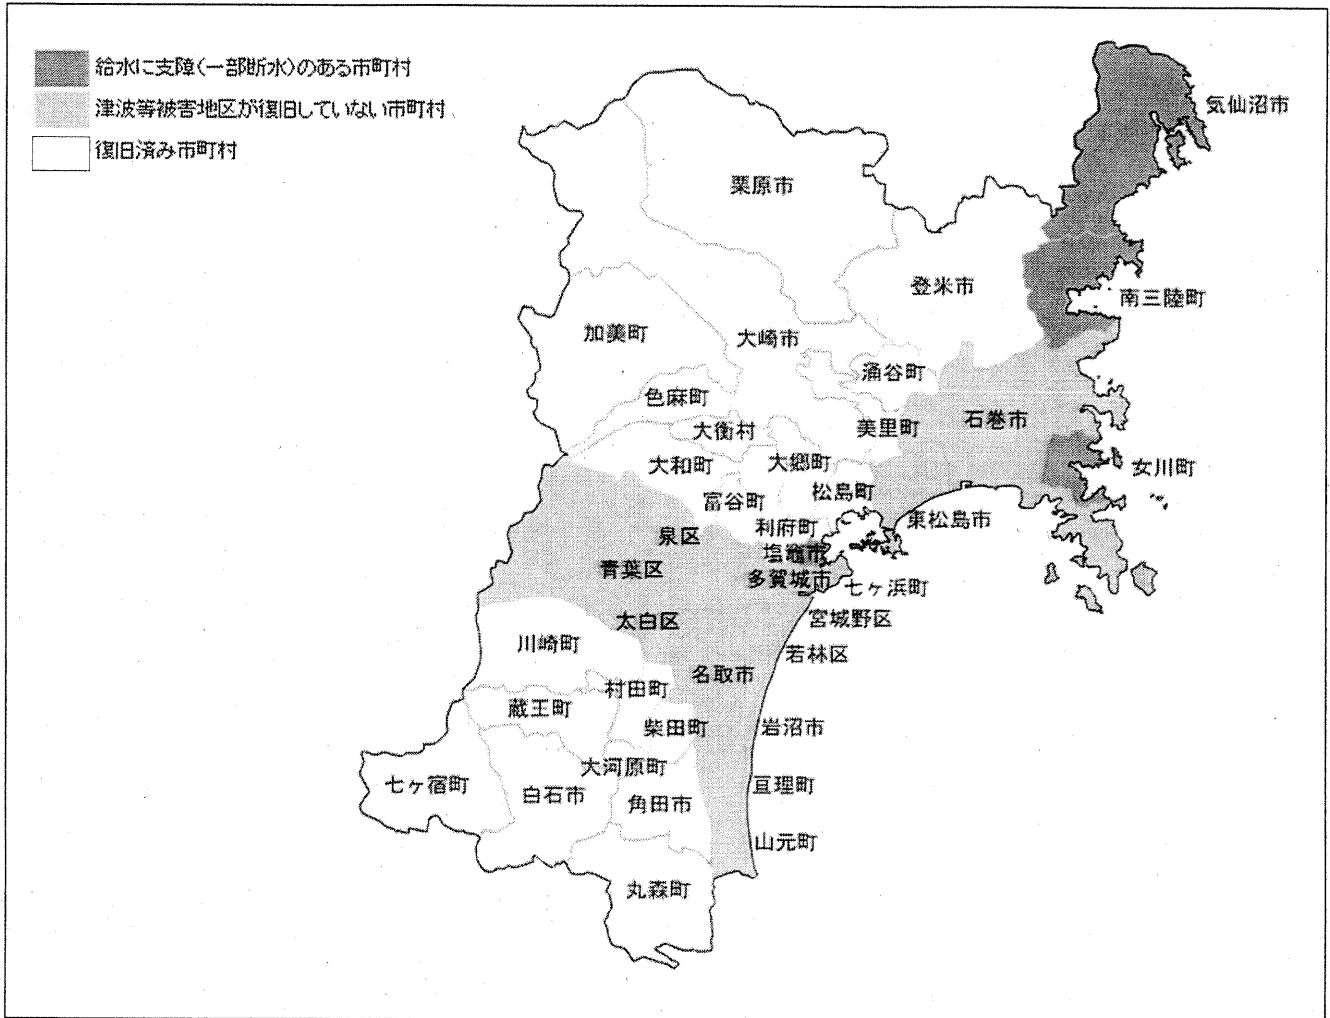 給水に支障(一部断水)のある市町村
津波等被害地区が復旧していない市町村
復旧済み市町村
気仙沼市
栗原市
登米市
南三陸町
加美町
大崎市
涌谷町
色麻町
石巻市
大衡村
美里町
大和町
大郷町
女川町
富谷町
松島町
利府町
東松島市
泉区
塩竈市
青葉区
多賀城市
七ヶ浜町
太白区
宮城野区
川崎町
若林区
名取市
村田町
蔵王町
柴田町
岩沼市
大河原町
七ヶ宿町
白石市
角田市
亘理町
山元町
丸森町